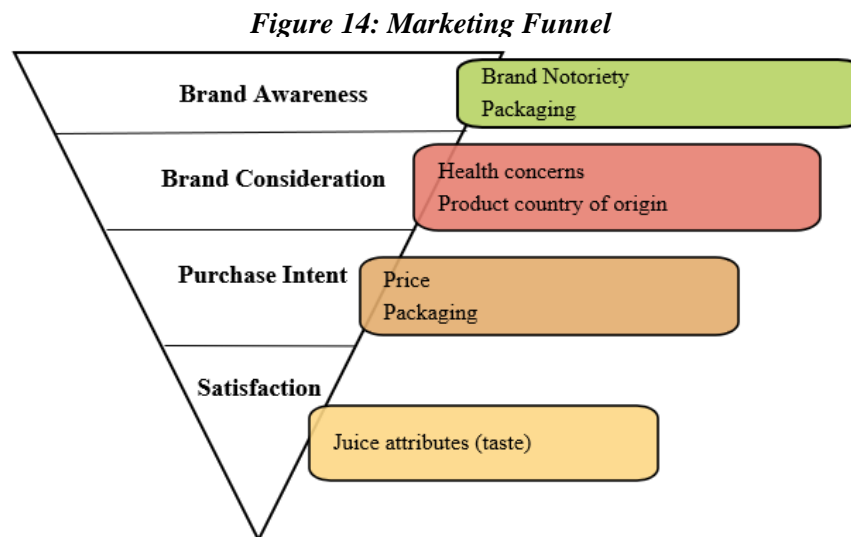 Figure 14: Marketing Funnel
Brand Awareness
Brand Notoriety
Packaging
Brand Consideration
Health concerns
Product country of origin
Purchase Intent
Price
Packaging
Satisfaction
Juice attributes (taste)